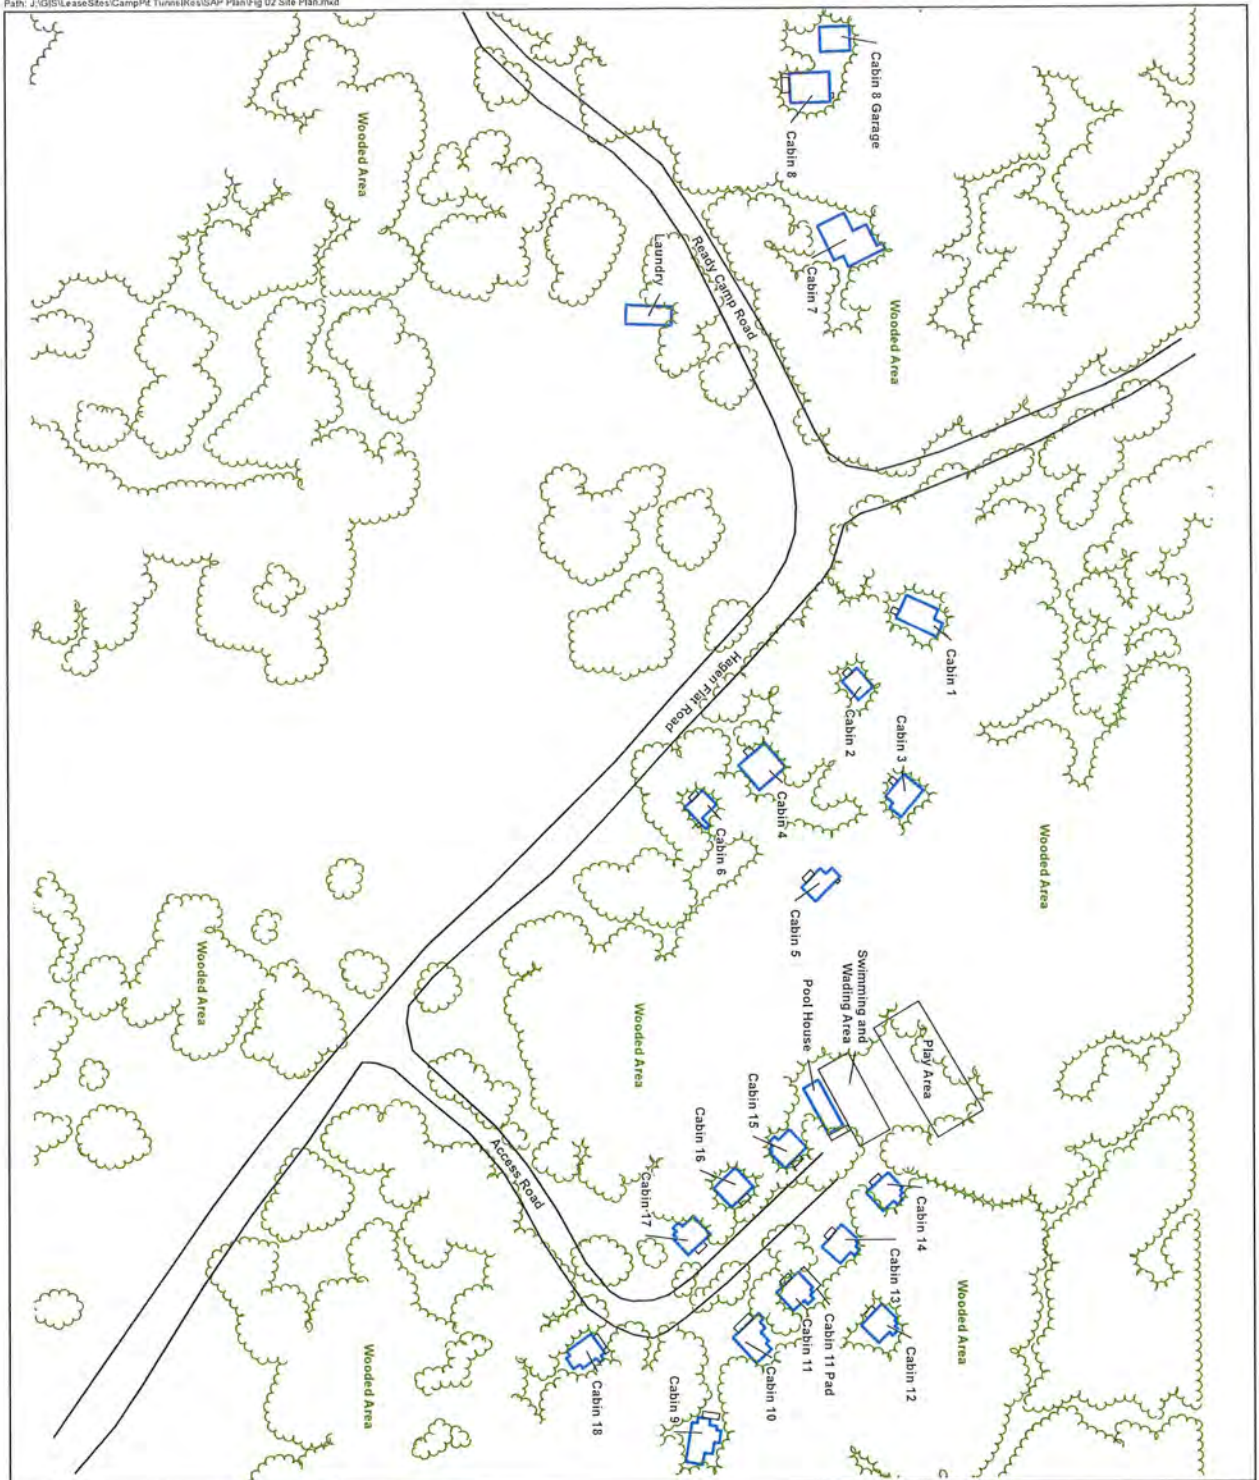 Path: J:\GIS\LeaseSites\CampPit TunnelRes\SAP Plan\Fig 02 Site Plan.mxd
Cabin 8 Garage
Cabin 8
Wooded Area
Cabin 7
Wooded Area
Laundry
Ready Camp Road
Cabin 1
Cabin 2
Cabin 3
Hagen Flat Road
Cabin 4
Cabin 6
Cabin 5
Wooded Area
Swimming and
Wading Area
Pool House
Play Area
Wooded Area
Wooded Area
Cabin 15
Cabin 16
Cabin 17
Access Road
Cabin 14
Cabin 13
Cabin 12
Cabin 11 Pad
Cabin 11
Cabin 10
Wooded Area
Cabin 18
Cabin 9
Wooded Area